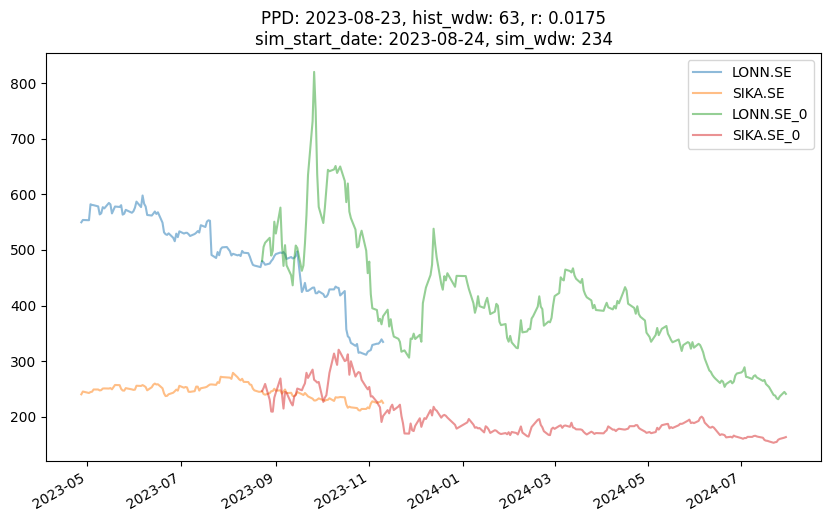 PPD: 2023-08-23, hist_wdw: 63, r: 0.0175
sim_start_date: 2023-08-24, sim_wdw: 234
LONN.SE
SIKA.SE
LONN.SE_0
SIKA.SE_0
800
700
600
500
400
300
200
2023-05
2023-07
2023-09
2023-11
2024-01
2024-03
2024-05
2024-07